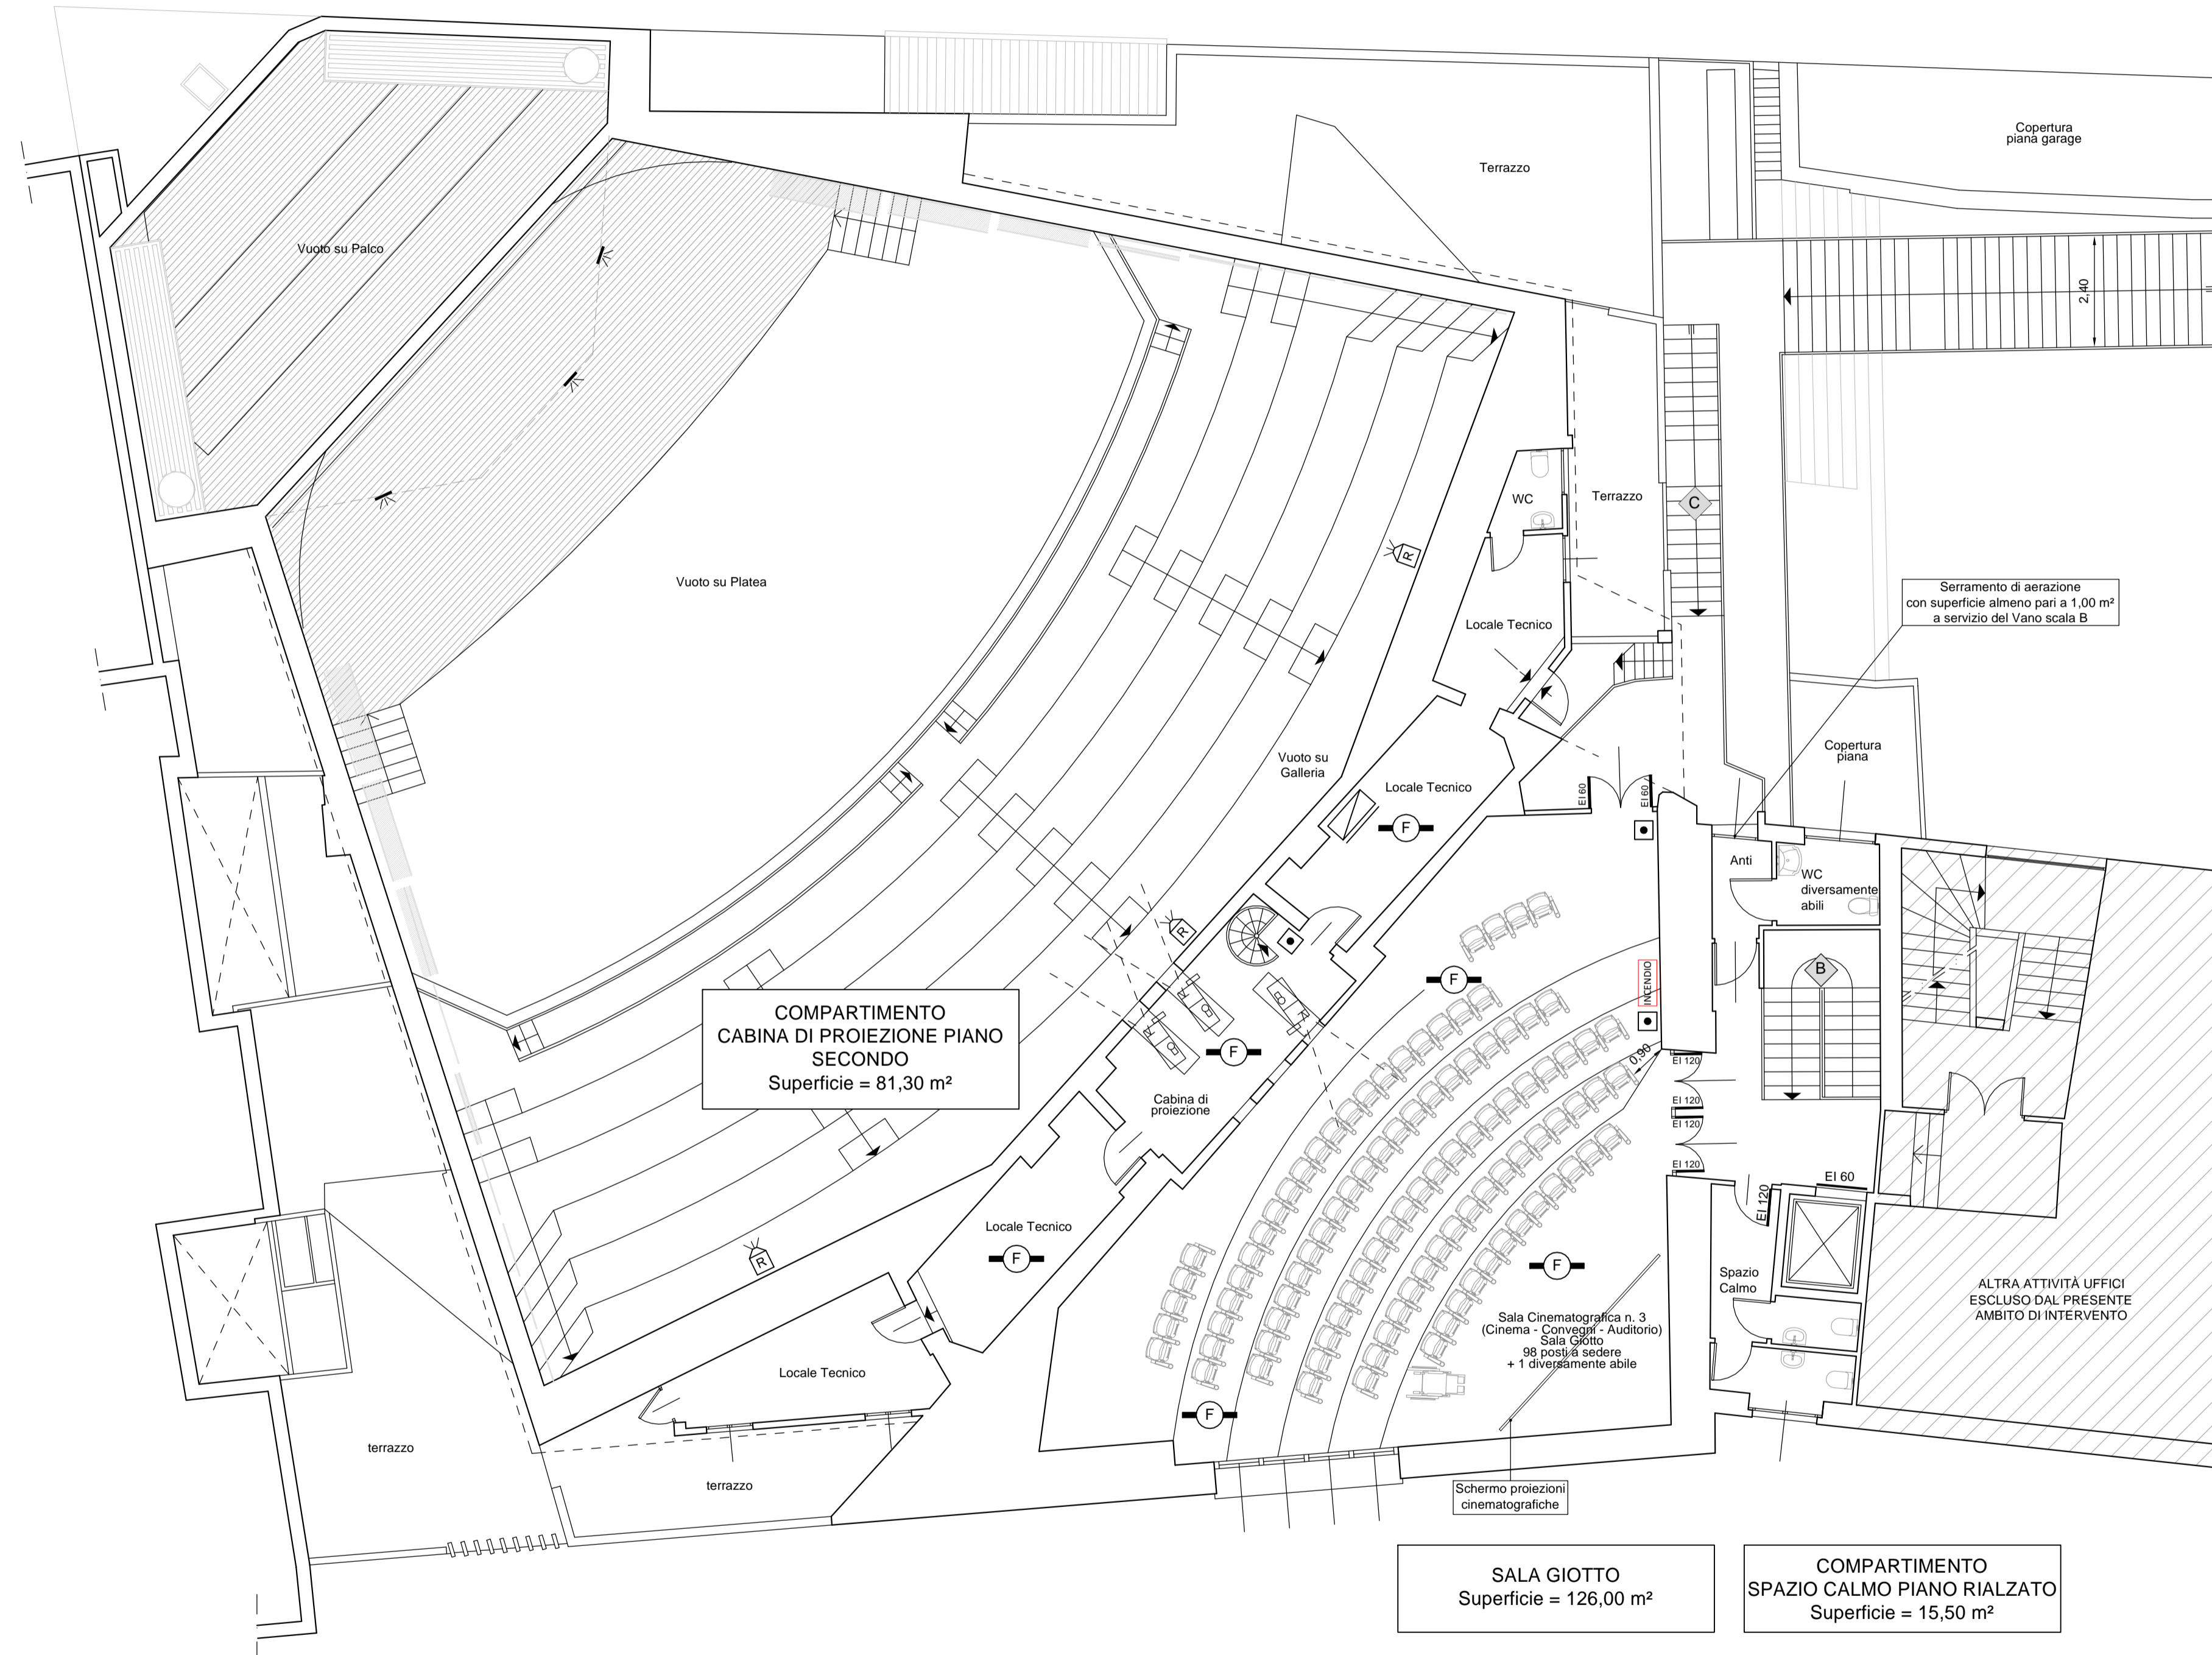 Copertura
piana garage
Terrazzo
Vuoto su Palco
2,40
WC
Terrazzo
C
R
Vuoto su Platea
Serramento di aerazione
con superficie almeno pari a 1,00 m²
a servizio del Vano scala B
Locale Tecnico
Vuoto su
Galleria
Copertura
piana
Locale Tecnico
EI 60
EI 60
F
Anti
WC
diversamente
abili
R
INCENDIO
B
F
COMPARTIMENTO
CABINA DI PROIEZIONE PIANO
SECONDO
Superficie = 81,30 m²
F
0,90
EI 120
EI 120
EI 120
EI 120
Cabina di
proiezione
EI 60
EI 120
Locale Tecnico
F
R
F
Spazio
Calmo
ALTRA ATTIVITÀ UFFICI
ESCLUSO DAL PRESENTE
AMBITO DI INTERVENTO
Sala Cinematografica n. 3
(Cinema - Convegni - Auditorio)
Sala Giotto
98 posti a sedere
+ 1 diversamente abile
Locale Tecnico
F
terrazzo
terrazzo
Schermo proiezioni
cinematografiche
SALA GIOTTO
Superficie = 126,00 m²
COMPARTIMENTO
SPAZIO CALMO PIANO RIALZATO
Superficie = 15,50 m²